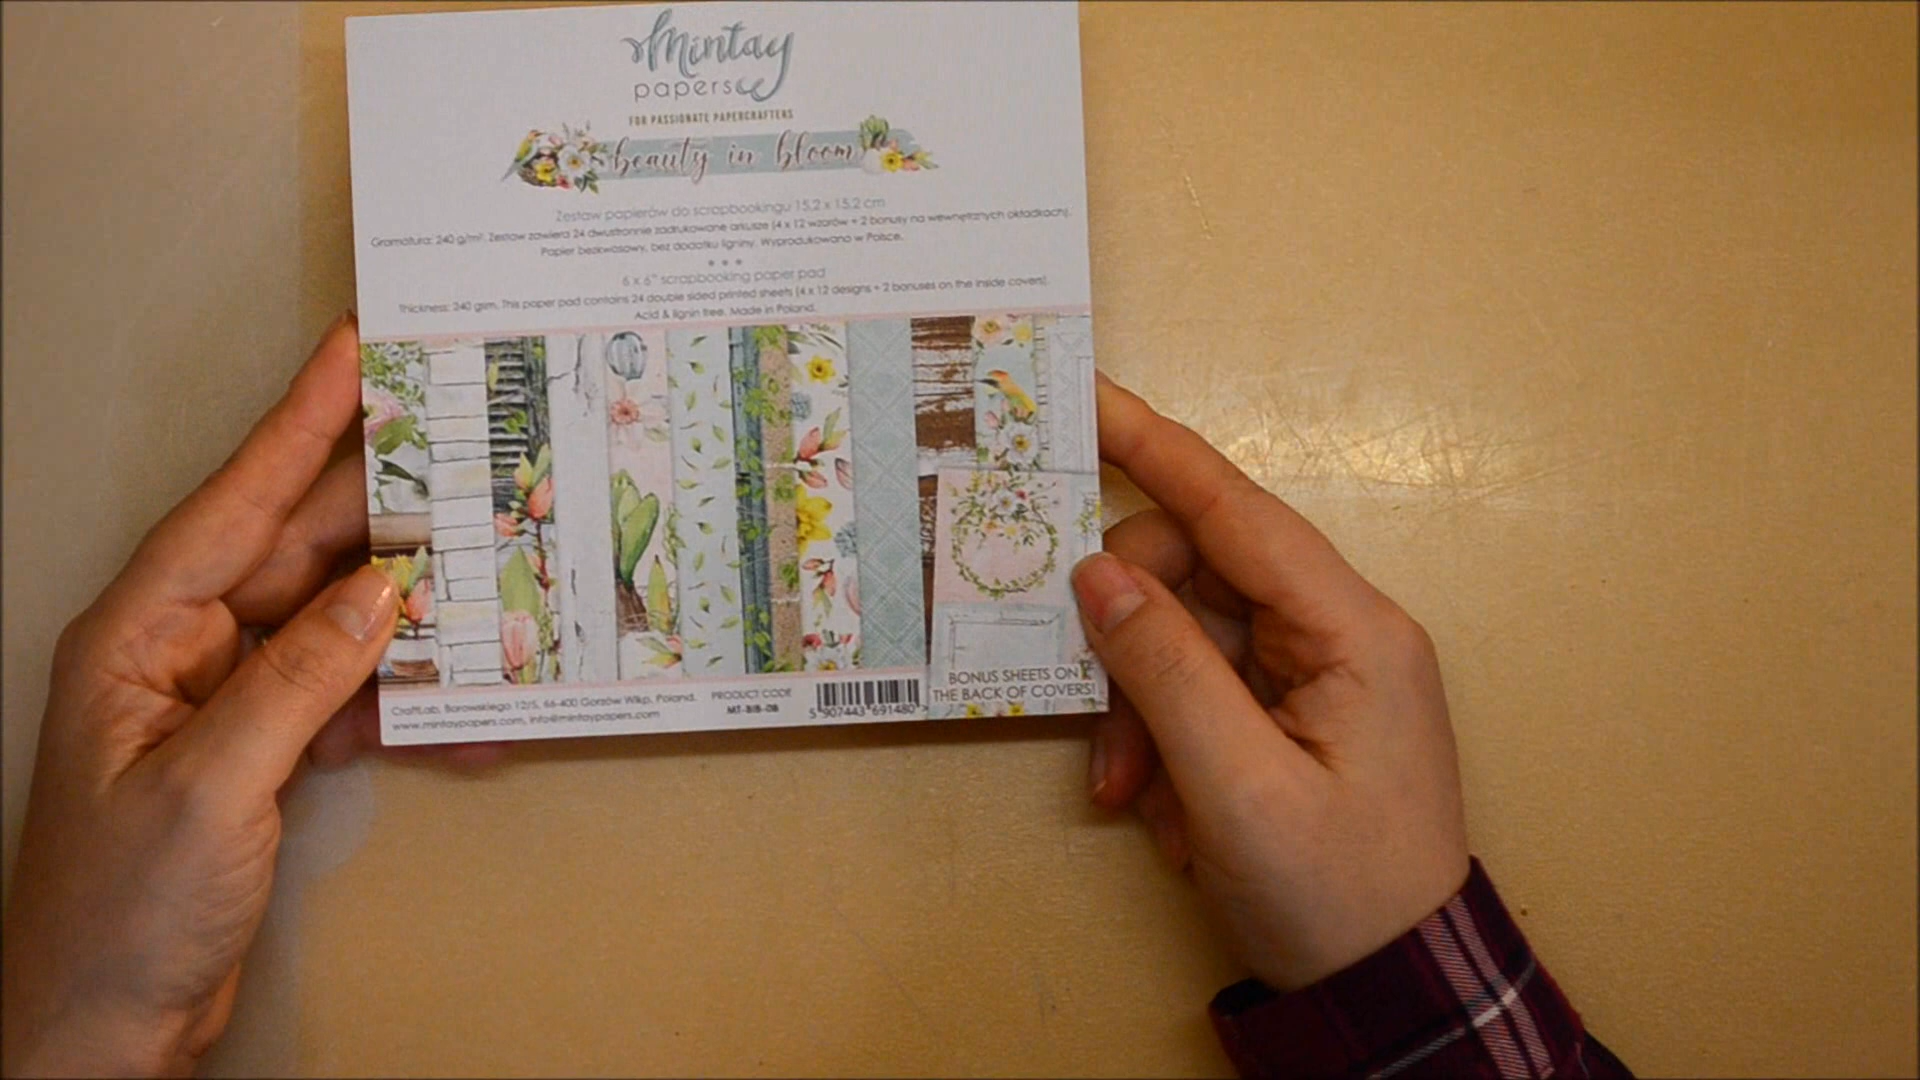 Mintay
papers
FOR PASSIONATE PAPERCRAFTERS
beauty in bloom
Zestaw papierów do scrapbookingu 15,2 x 15,2 cm
Gramatura: 240 g/m². Zestaw zawiera 24 dwustronnie zadrukowane arkusze (4 x 12 wzorów + 2 bonusy na wewnętrznych okładkach).
Papier bezkwasowy, bez dodatku ligniny. Wyprodukowano w Polsce.
6 x 6" scrapbooking paper pad
Thickness: 240 gsm. This paper pad contains 24 double sided printed sheets (4 x 12 designs + 2 bonuses on the inside covers).
Acid & lignin free. Made in Poland.
BONUS SHEETS ON
THE BACK OF COVERS!
CraftLab, Borowskiego 12/5, 66-400 Gorzów Wlkp, Poland.
www.mintaypapers.com, info@mintaypapers.com
PRODUCT CODE
MT-BIB-08
5 907443 691480 >